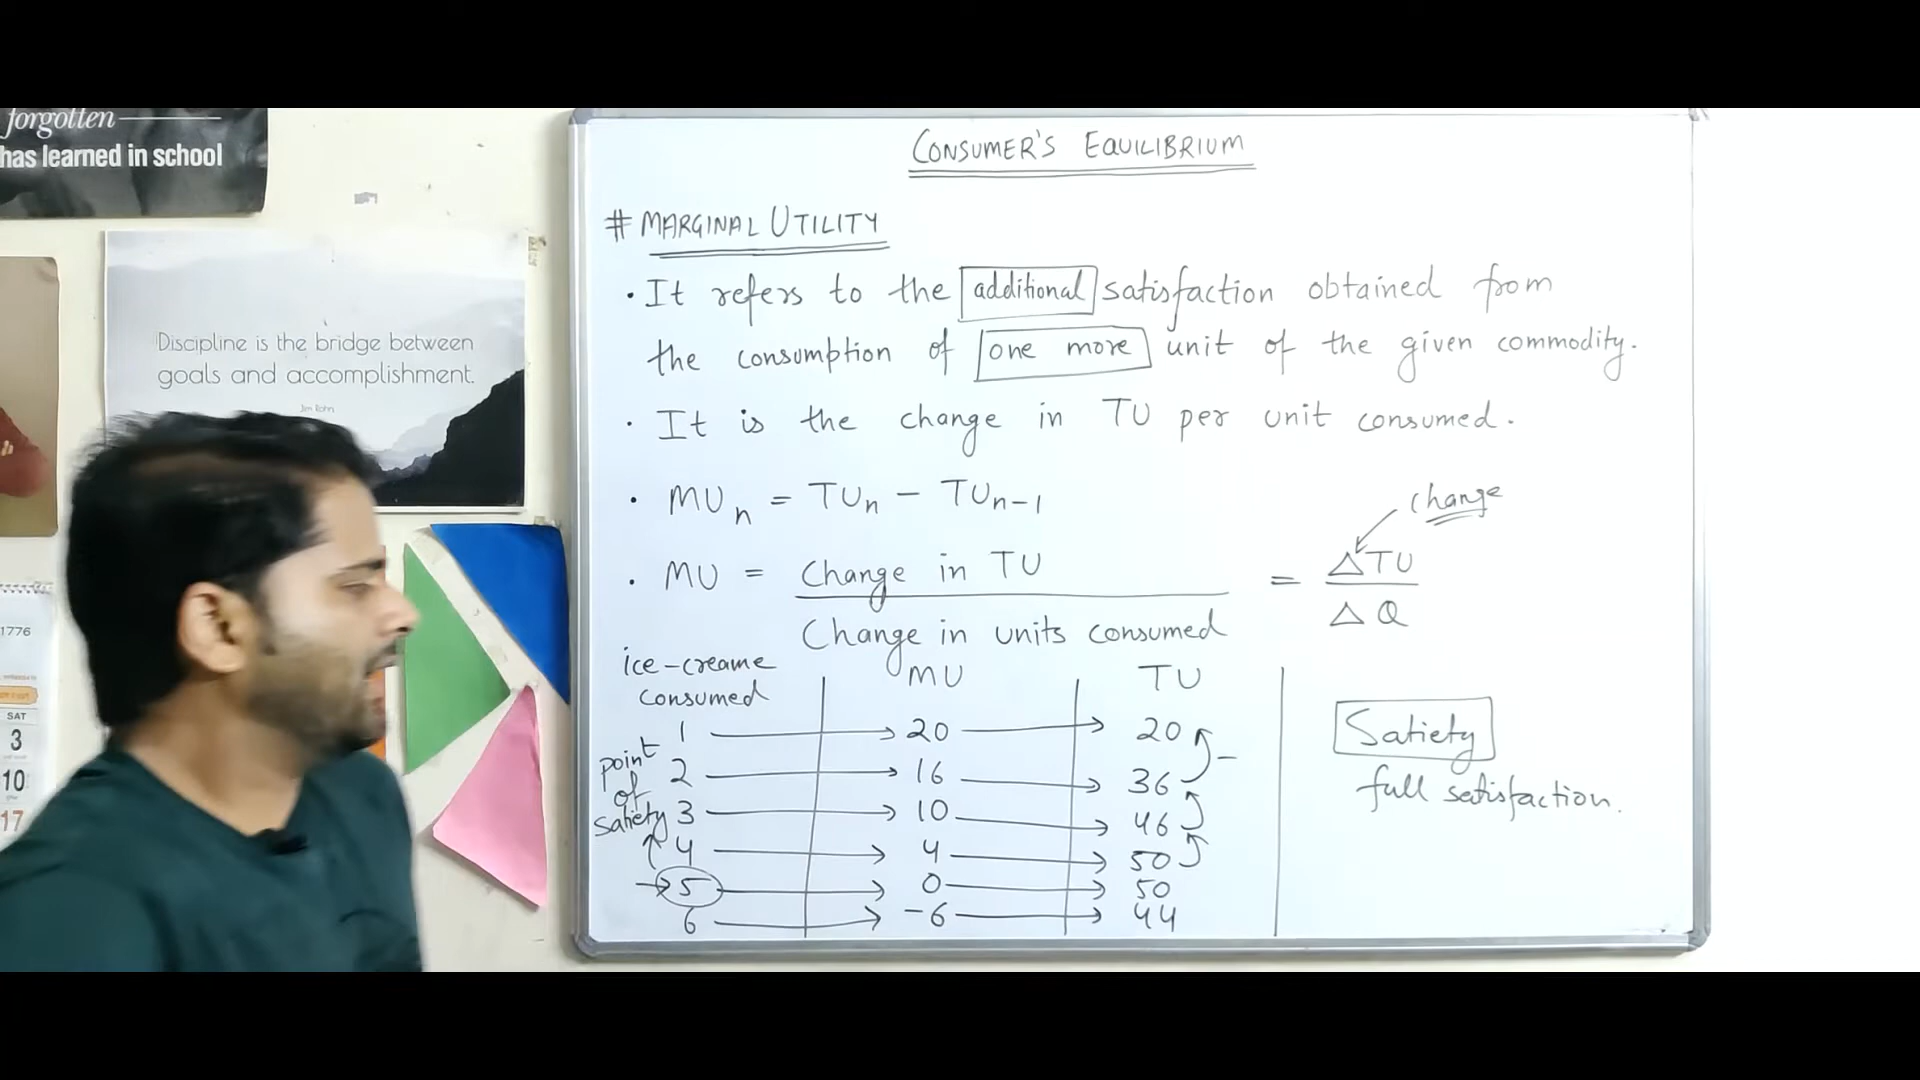 forgotten
has learned in school
Discipline is the bridge between
goals and accomplishment.
Jim Rohn
1776
SAT
3
10
17
CONSUMER'S EQUILIBRIUM
# MARGINAL UTILITY
· It refers to the additional satisfaction obtained from
the consumption of one more unit of the given commodity.
· It is the change in TU per unit consumed.
· MUn = TUn - TUn-1
change
· MU = Change in TU / Change in units consumed = △TU / △Q
ice-creame consumed MU TU
1 → 20 → 20
2 → 16 → 36
3 → 10 → 46
4 → 4 → 50
→ 5 → 0 → 50
6 → -6 → 44
point
of
satiety
Satiety
full satisfaction.